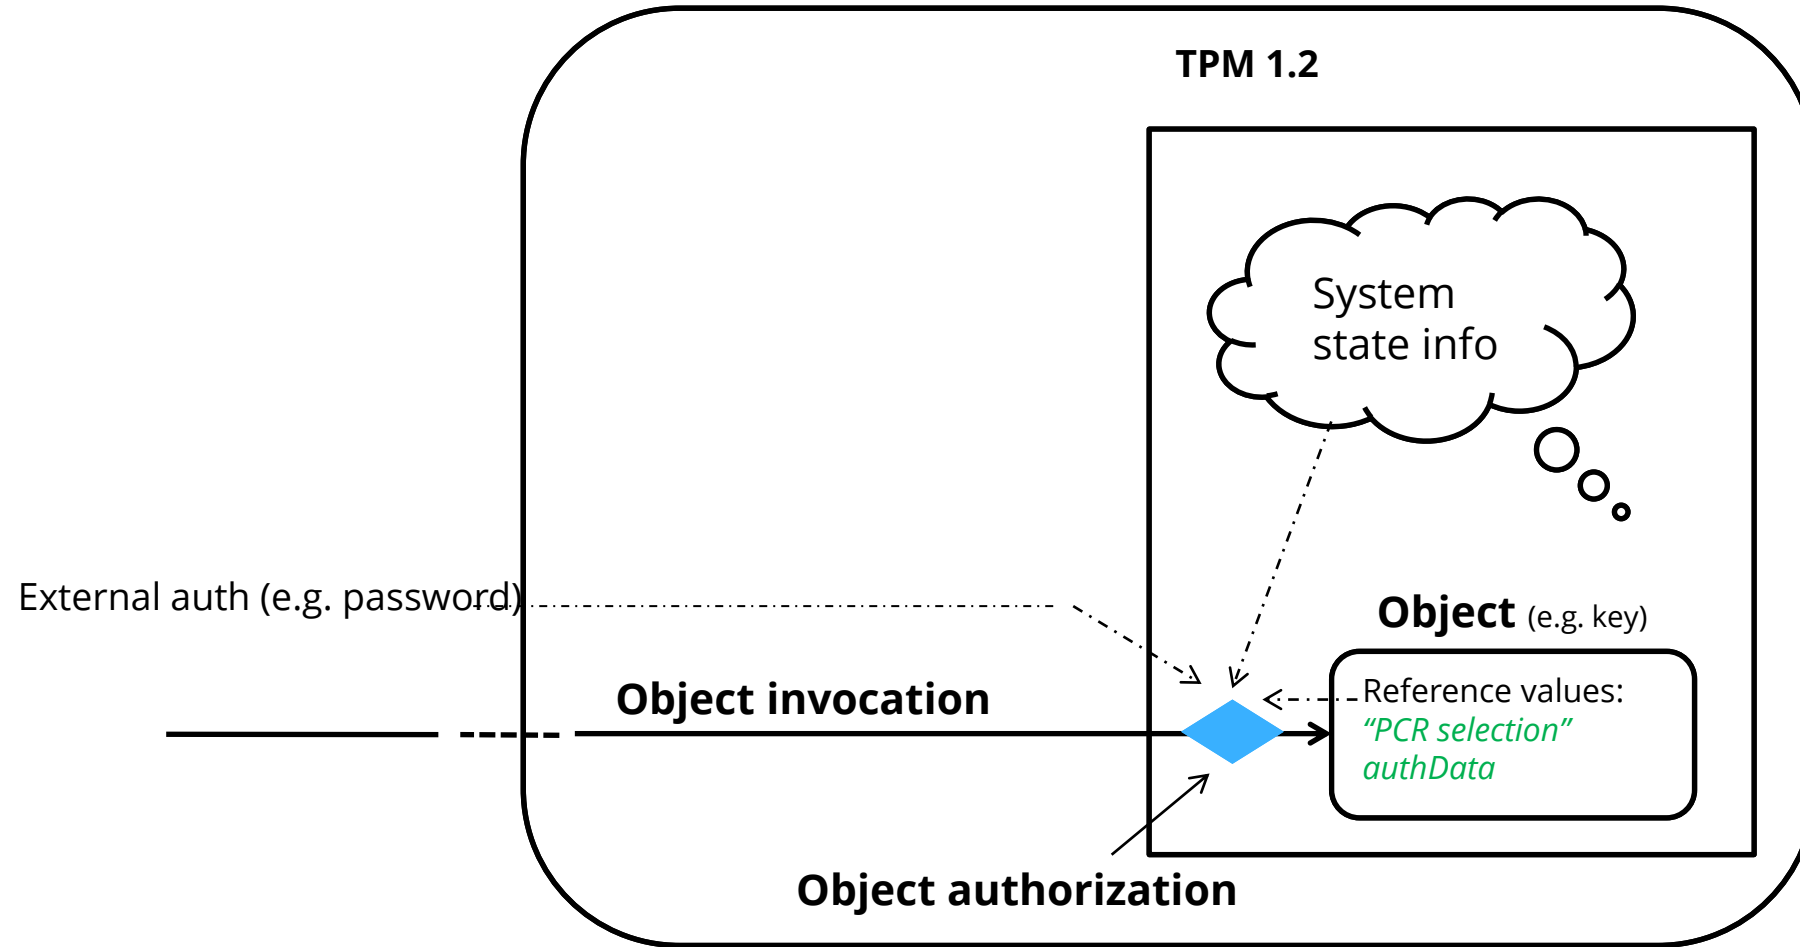 TPM 1.2
System
state info
External auth (e.g. password)
Object (e.g. key)
Object invocation
Reference values:
“PCR selection”
authData
Object authorization